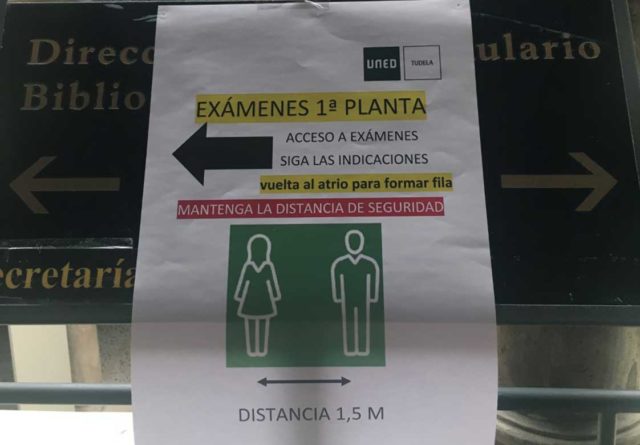 Direcc
ulario
Biblio
UNED
TUDELA
EXÁMENES 1ª PLANTA
ACCESO A EXÁMENES
SIGA LAS INDICACIONES
vuelta al atrio para formar fila
MANTENGA LA DISTANCIA DE SEGURIDAD
ecretaría
DISTANCIA 1,5 M